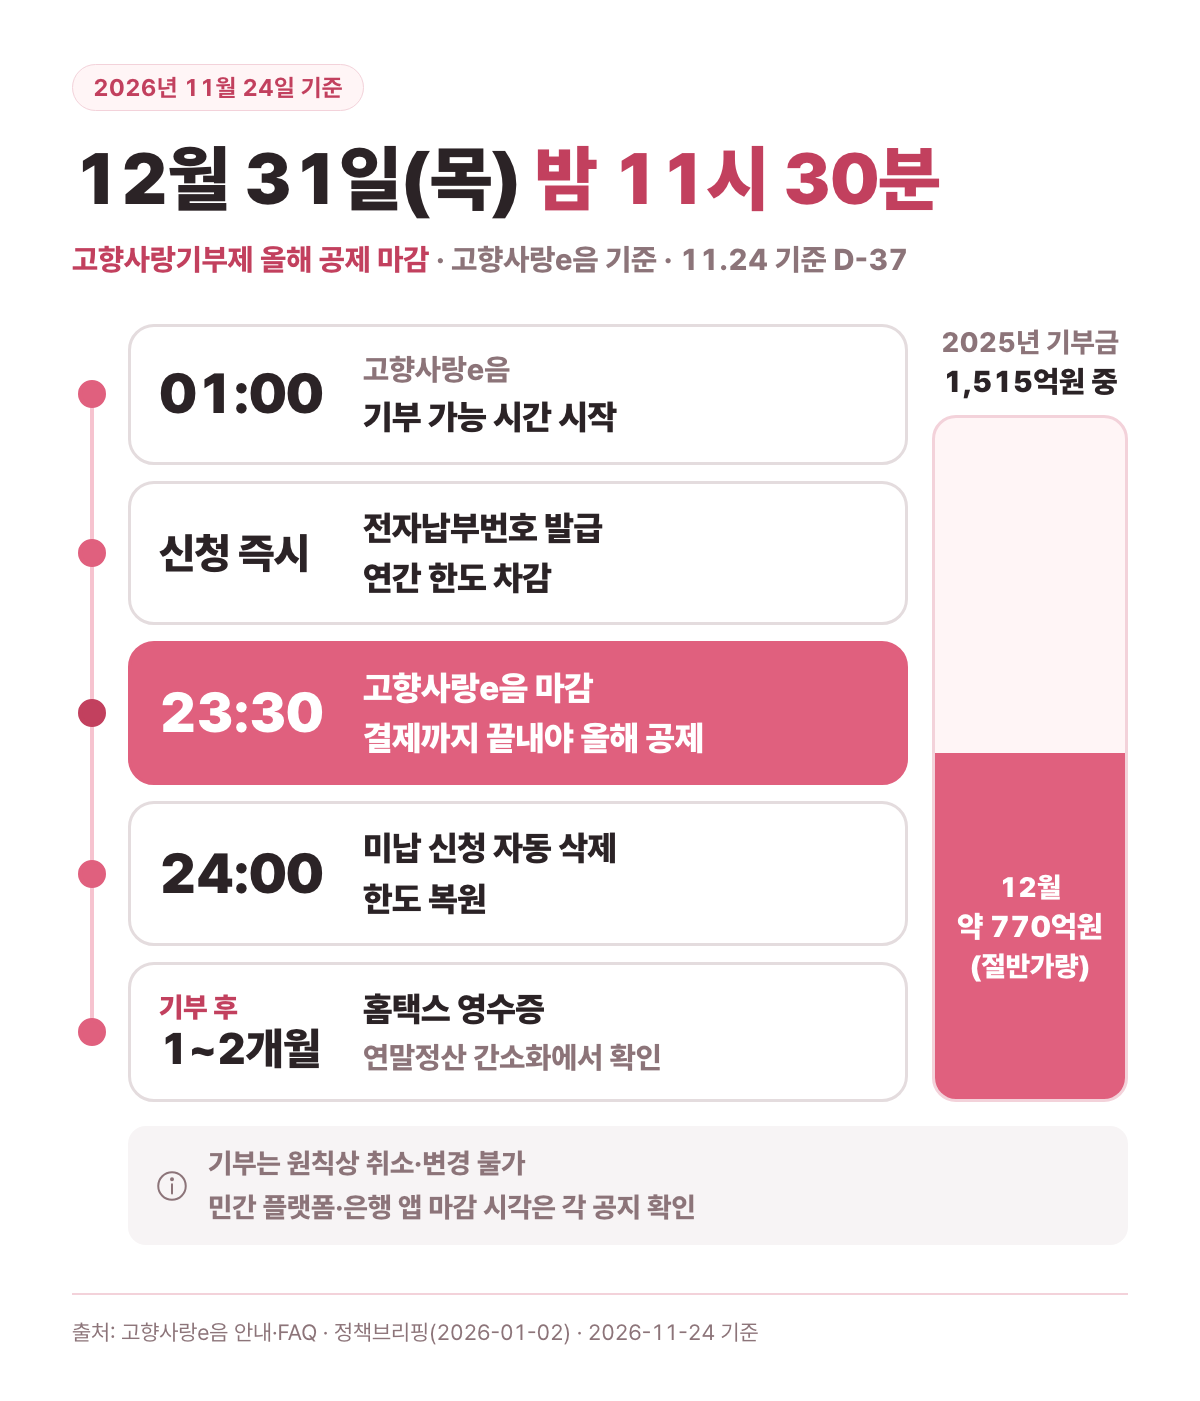 2026년 11월 24일 기준
12월 31일(목) 밤 11시 30분
고향사랑기부제 올해 공제 마감 · 고향사랑e음 기준 · 11.24 기준 D-37
01:00
고향사랑e음
기부 가능 시간 시작
신청 즉시
전자납부번호 발급
연간 한도 차감
23:30
고향사랑e음 마감
결제까지 끝내야 올해 공제
24:00
미납 신청 자동 삭제
한도 복원
기부 후
1~2개월
홈택스 영수증
연말정산 간소화에서 확인
2025년 기부금
1,515억원 중
12월
약 770억원
(절반가량)
기부는 원칙상 취소·변경 불가
민간 플랫폼·은행 앱 마감 시각은 각 공지 확인
출처: 고향사랑e음 안내·FAQ · 정책브리핑(2026-01-02) · 2026-11-24 기준